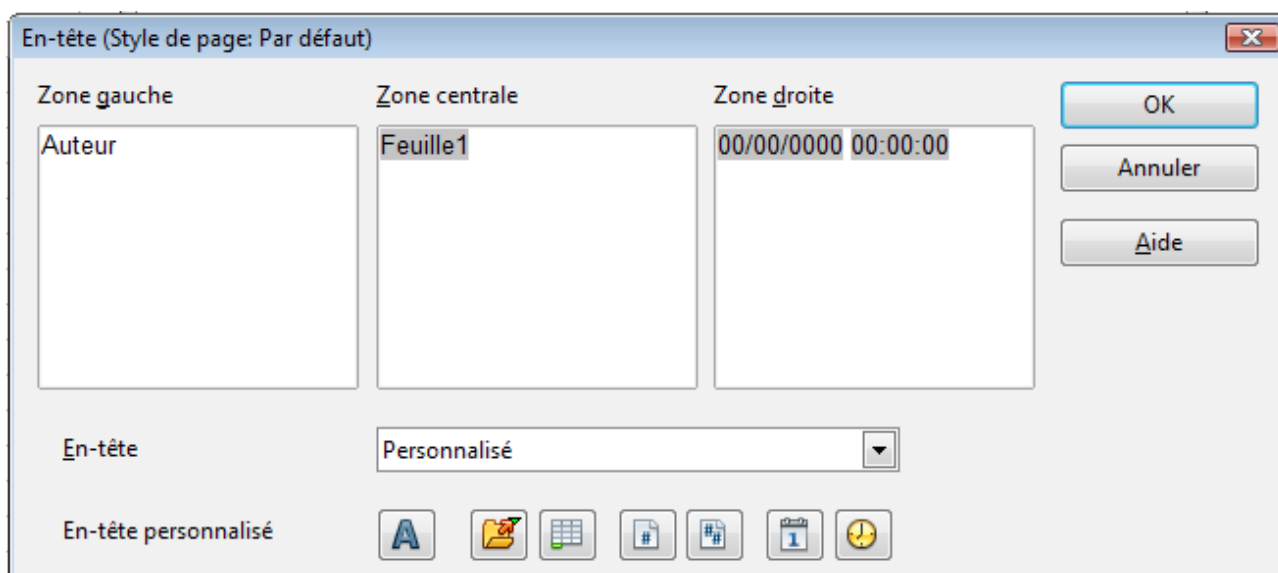 En-tête (Style de page: Par défaut)
Zone gauche
Zone centrale
Zone droite
OK
Auteur
Feuille1
00/00/0000 00:00:00
Annuler
Aide
En-tête
Personnalisé
En-tête personnalisé
A
#
#
#
1